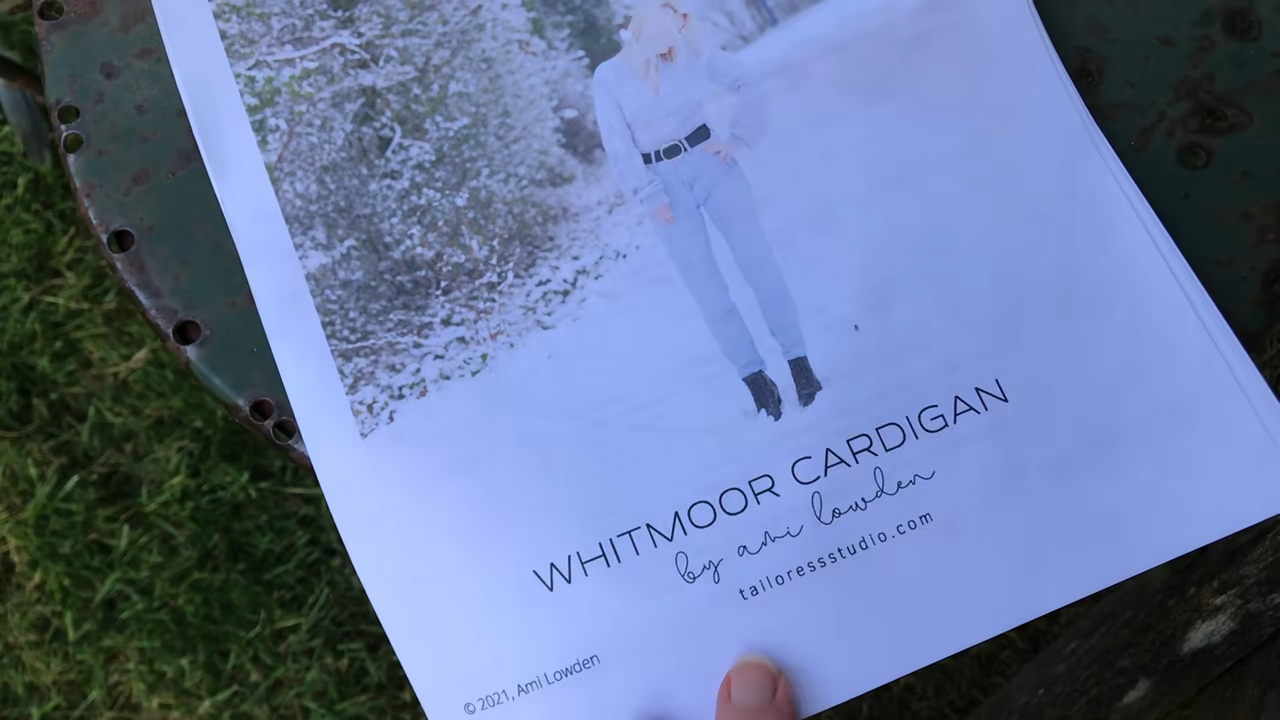 WHITMOOR CARDIGAN
by ami lowden
tailoressstudio.com
© 2021, Ami Lowden